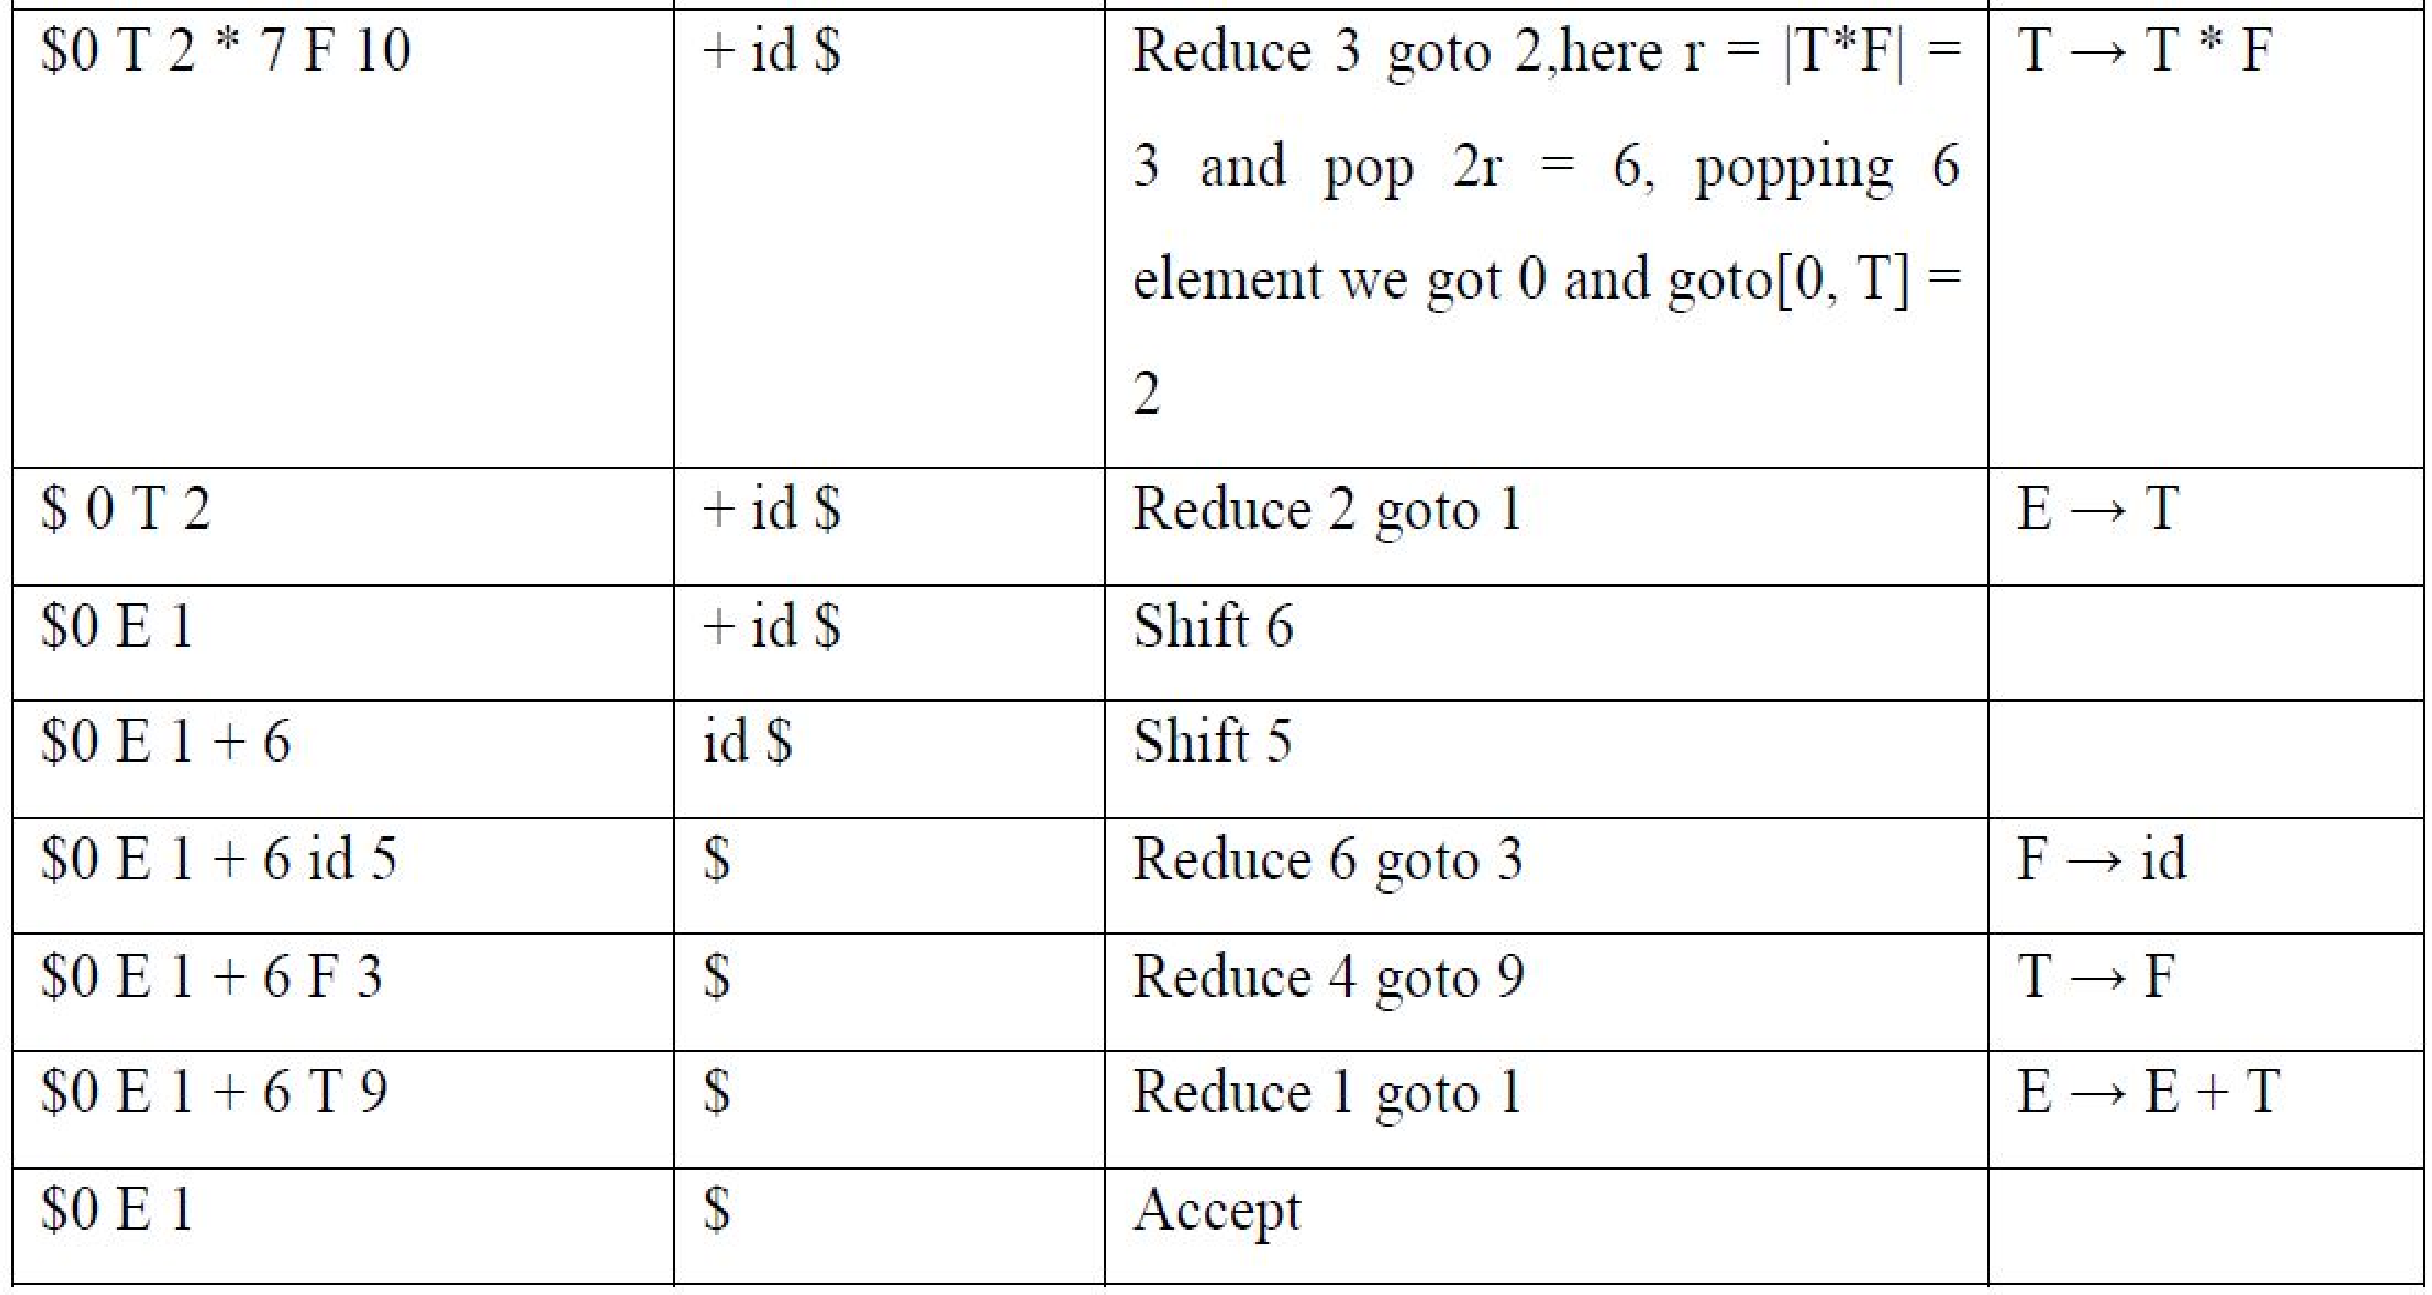 $0 T 2 * 7 F 10 + id $ Reduce 3 goto 2,here r = |T*F| = T → T * F
3 and pop 2r = 6, popping 6
element we got 0 and goto[0, T] =
2
$ 0 T 2 + id $ Reduce 2 goto 1 E → T
$0 E 1 + id $ Shift 6
$0 E 1 + 6 id $ Shift 5
$0 E 1 + 6 id 5 $ Reduce 6 goto 3 F → id
$0 E 1 + 6 F 3 $ Reduce 4 goto 9 T → F
$0 E 1 + 6 T 9 $ Reduce 1 goto 1 E → E + T
$0 E 1 $ Accept